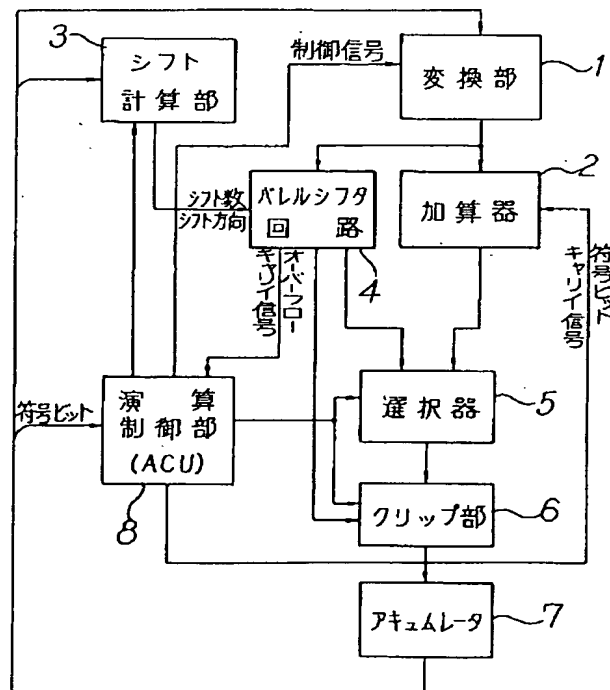 3
シフト
計算部
制御信号
変換部
1
シフト数
シフト方向
バレルシフタ
回路
4
加算器
2
オーバーフロー
キャリイ信号
符号ビット
キャリイ信号
符号ビット
演算
制御部
(ACU)
8
選択器
5
クリップ部
6
アキュムレータ
7